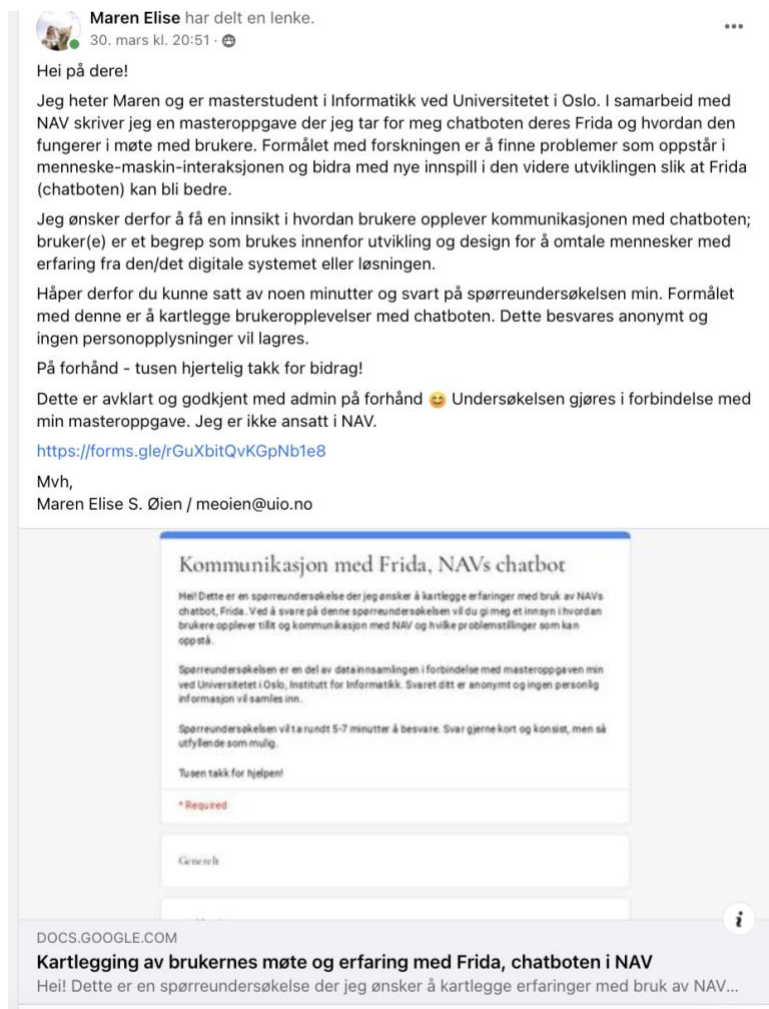 Maren Elise har delt en lenke.
30. mars kl. 20:51 ·
Hei på dere!
Jeg heter Maren og er masterstudent i Informatikk ved Universitetet i Oslo. I samarbeid med
NAV skriver jeg en masteroppgave der jeg tar for meg chatboten deres Frida og hvordan den
fungerer i møte med brukere. Formålet med forskningen er å finne problemer som oppstår i
menneske-maskin-interaksjonen og bidra med nye innspill i den videre utviklingen slik at Frida
(chatboten) kan bli bedre.
Jeg ønsker derfor å få en innsikt i hvordan brukere opplever kommunikasjonen med chatboten;
bruker(e) er et begrep som brukes innenfor utvikling og design for å omtale mennesker med
erfaring fra den/det digitale systemet eller løsningen.
Håper derfor du kunne satt av noen minutter og svart på spørreundersøkelsen min. Formålet
med denne er å kartlegge brukeropplevelser med chatboten. Dette besvares anonymt og
ingen personopplysninger vil lagres.
På forhånd - tusen hjertelig takk for bidrag!
Dette er avklart og godkjent med admin på forhånd 😊 Undersøkelsen gjøres i forbindelse med
min masteroppgave. Jeg er ikke ansatt i NAV.
https://forms.gle/rGuXbitQvKGpNb1e8
Mvh,
Maren Elise S. Øien / meoien@uio.no
Kommunikasjon med Frida, NAVs chatbot
Hei! Dette er en spørreundersøkelse der jeg ønsker å kartlegge erfaringer med bruk av NAVs
chatbot, Frida. Ved å svare på denne spørreundersøkelsen vil du gi meg et innsyn i hvordan
brukere opplever tillit og kommunikasjon med NAV og hvilke problemstillinger som kan
oppstå.
Spørreundersøkelsen er en del av datainnsamlingen i forbindelse med masteroppgaven min
ved Universitetet i Oslo, Institutt for Informatikk. Svaret ditt er anonymt og ingen personlig
informasjon vil samles inn.
Spørreundersøkelsen vil ta rundt 5-7 minutter å besvare. Svar gjerne kort og konsist, men så
utfyllende som mulig.
Tusen takk for hjelpen!
* Required
Generelt
DOCS.GOOGLE.COM
Kartlegging av brukernes møte og erfaring med Frida, chatboten i NAV
Hei! Dette er en spørreundersøkelse der jeg ønsker å kartlegge erfaringer med bruk av NAV...